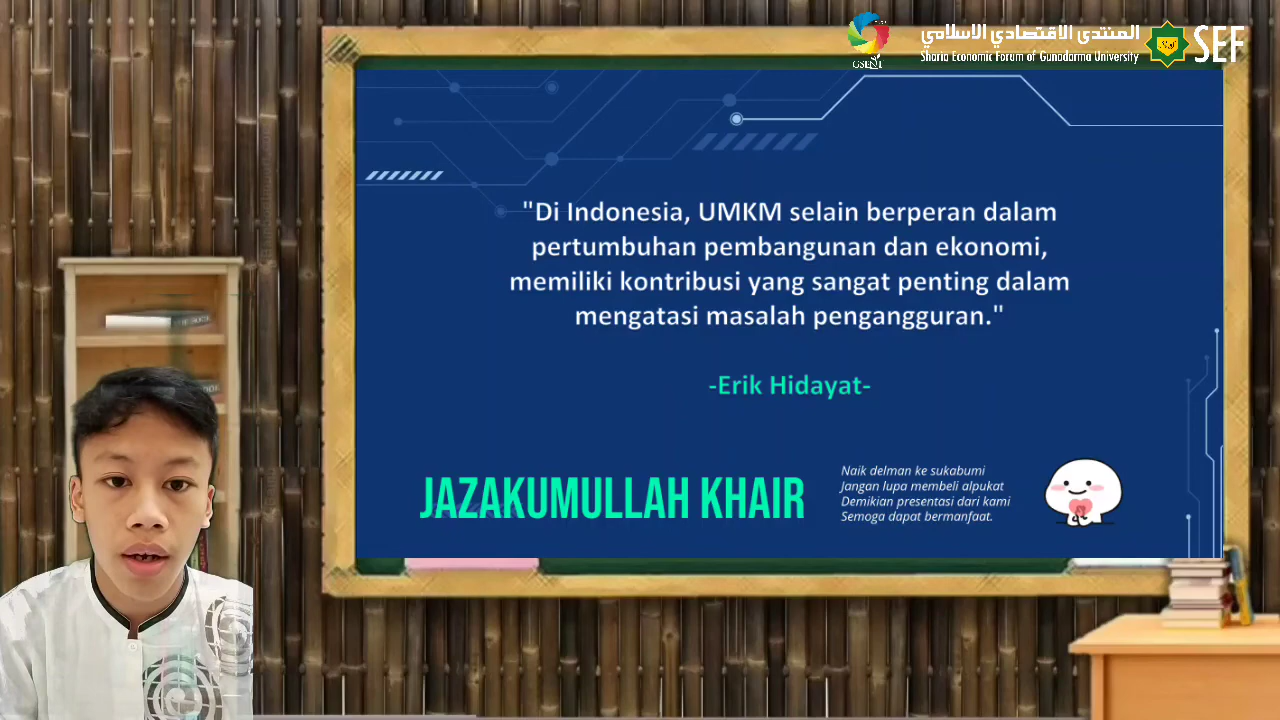 المنتدى الاقتصادي الاسلامي
Sharia Economic Forum of Gunadarma University
SEF
GSENT
"Di Indonesia, UMKM selain berperan dalam
pertumbuhan pembangunan dan ekonomi,
memiliki kontribusi yang sangat penting dalam
mengatasi masalah pengangguran."
-Erik Hidayat-
JAZAKUMULLAH KHAIR
Naik delman ke sukabumi
Jangan lupa membeli alpukat
Demikian presentasi dari kami
Semoga dapat bermanfaat.